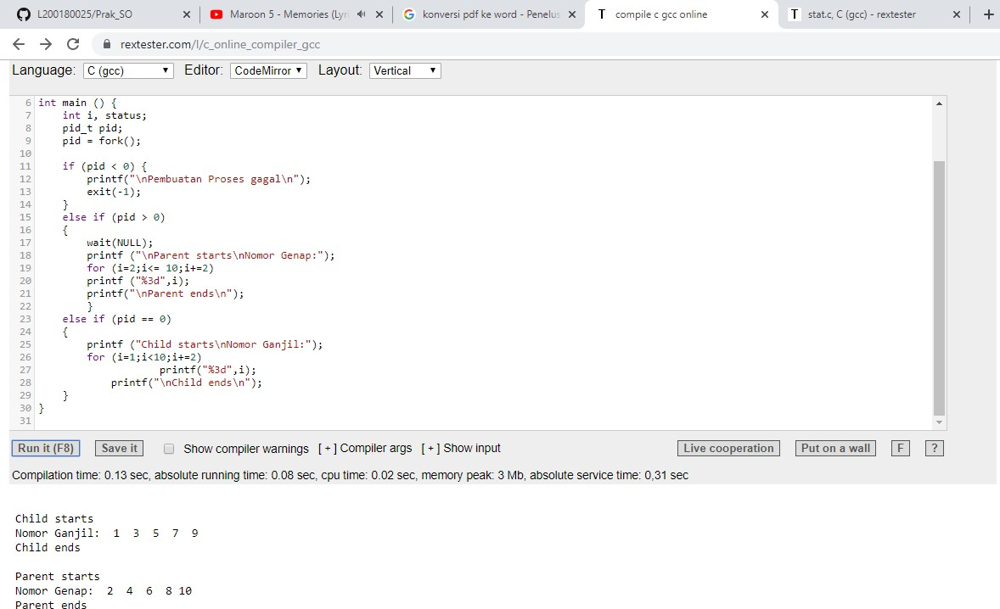 L200180025/Prak_SO
Maroon 5 - Memories (Lyr
konversi pdf ke word - Penelus
T compile c gcc online
T stat.c, C (gcc) - rextester
rextester.com/l/c_online_compiler_gcc
Language: C (gcc) Editor: CodeMirror Layout: Vertical
6 int main () {
7 int i, status;
8 pid_t pid;
9 pid = fork();
10
11 if (pid < 0) {
12 printf("\nPembuatan Proses gagal\n");
13 exit(-1);
14 }
15 else if (pid > 0)
16 {
17 wait(NULL);
18 printf ("\nParent starts\nNomor Genap:");
19 for (i=2;i<= 10;i+=2)
20 printf ("%3d",i);
21 printf("\nParent ends\n");
22 }
23 else if (pid == 0)
24 {
25 printf ("Child starts\nNomor Ganjil:");
26 for (i=1;i<10;i+=2)
27 printf("%3d",i);
28 printf("\nChild ends\n");
29 }
30 }
31
Run it (F8) Save it Show compiler warnings [ + ] Compiler args [ + ] Show input Live cooperation Put on a wall F ?
Compilation time: 0.13 sec, absolute running time: 0.08 sec, cpu time: 0.02 sec, memory peak: 3 Mb, absolute service time: 0,31 sec
Child starts
Nomor Ganjil: 1 3 5 7 9
Child ends
Parent starts
Nomor Genap: 2 4 6 8 10
Parent ends